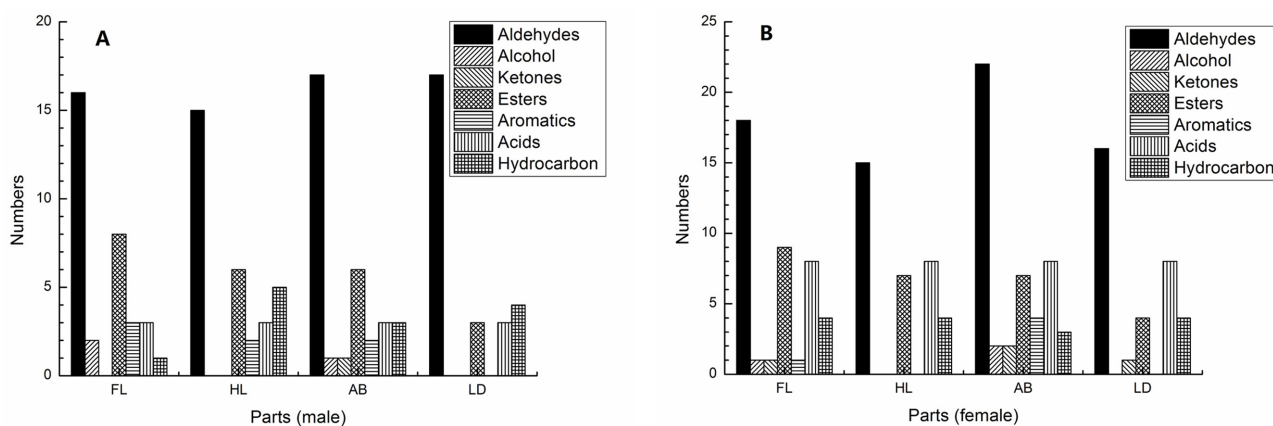 A
Aldehydes
Alcohol
Ketones
Esters
Aromatics
Acids
Hydrocarbon
20
15
10
5
0
Numbers
FL HL AB LD
Parts (male)
B
Aldehydes
Alcohol
Ketones
Esters
Aromatics
Acids
Hydrocarbon
25
20
15
10
5
0
Numbers
FL HL AB LD
Parts (female)